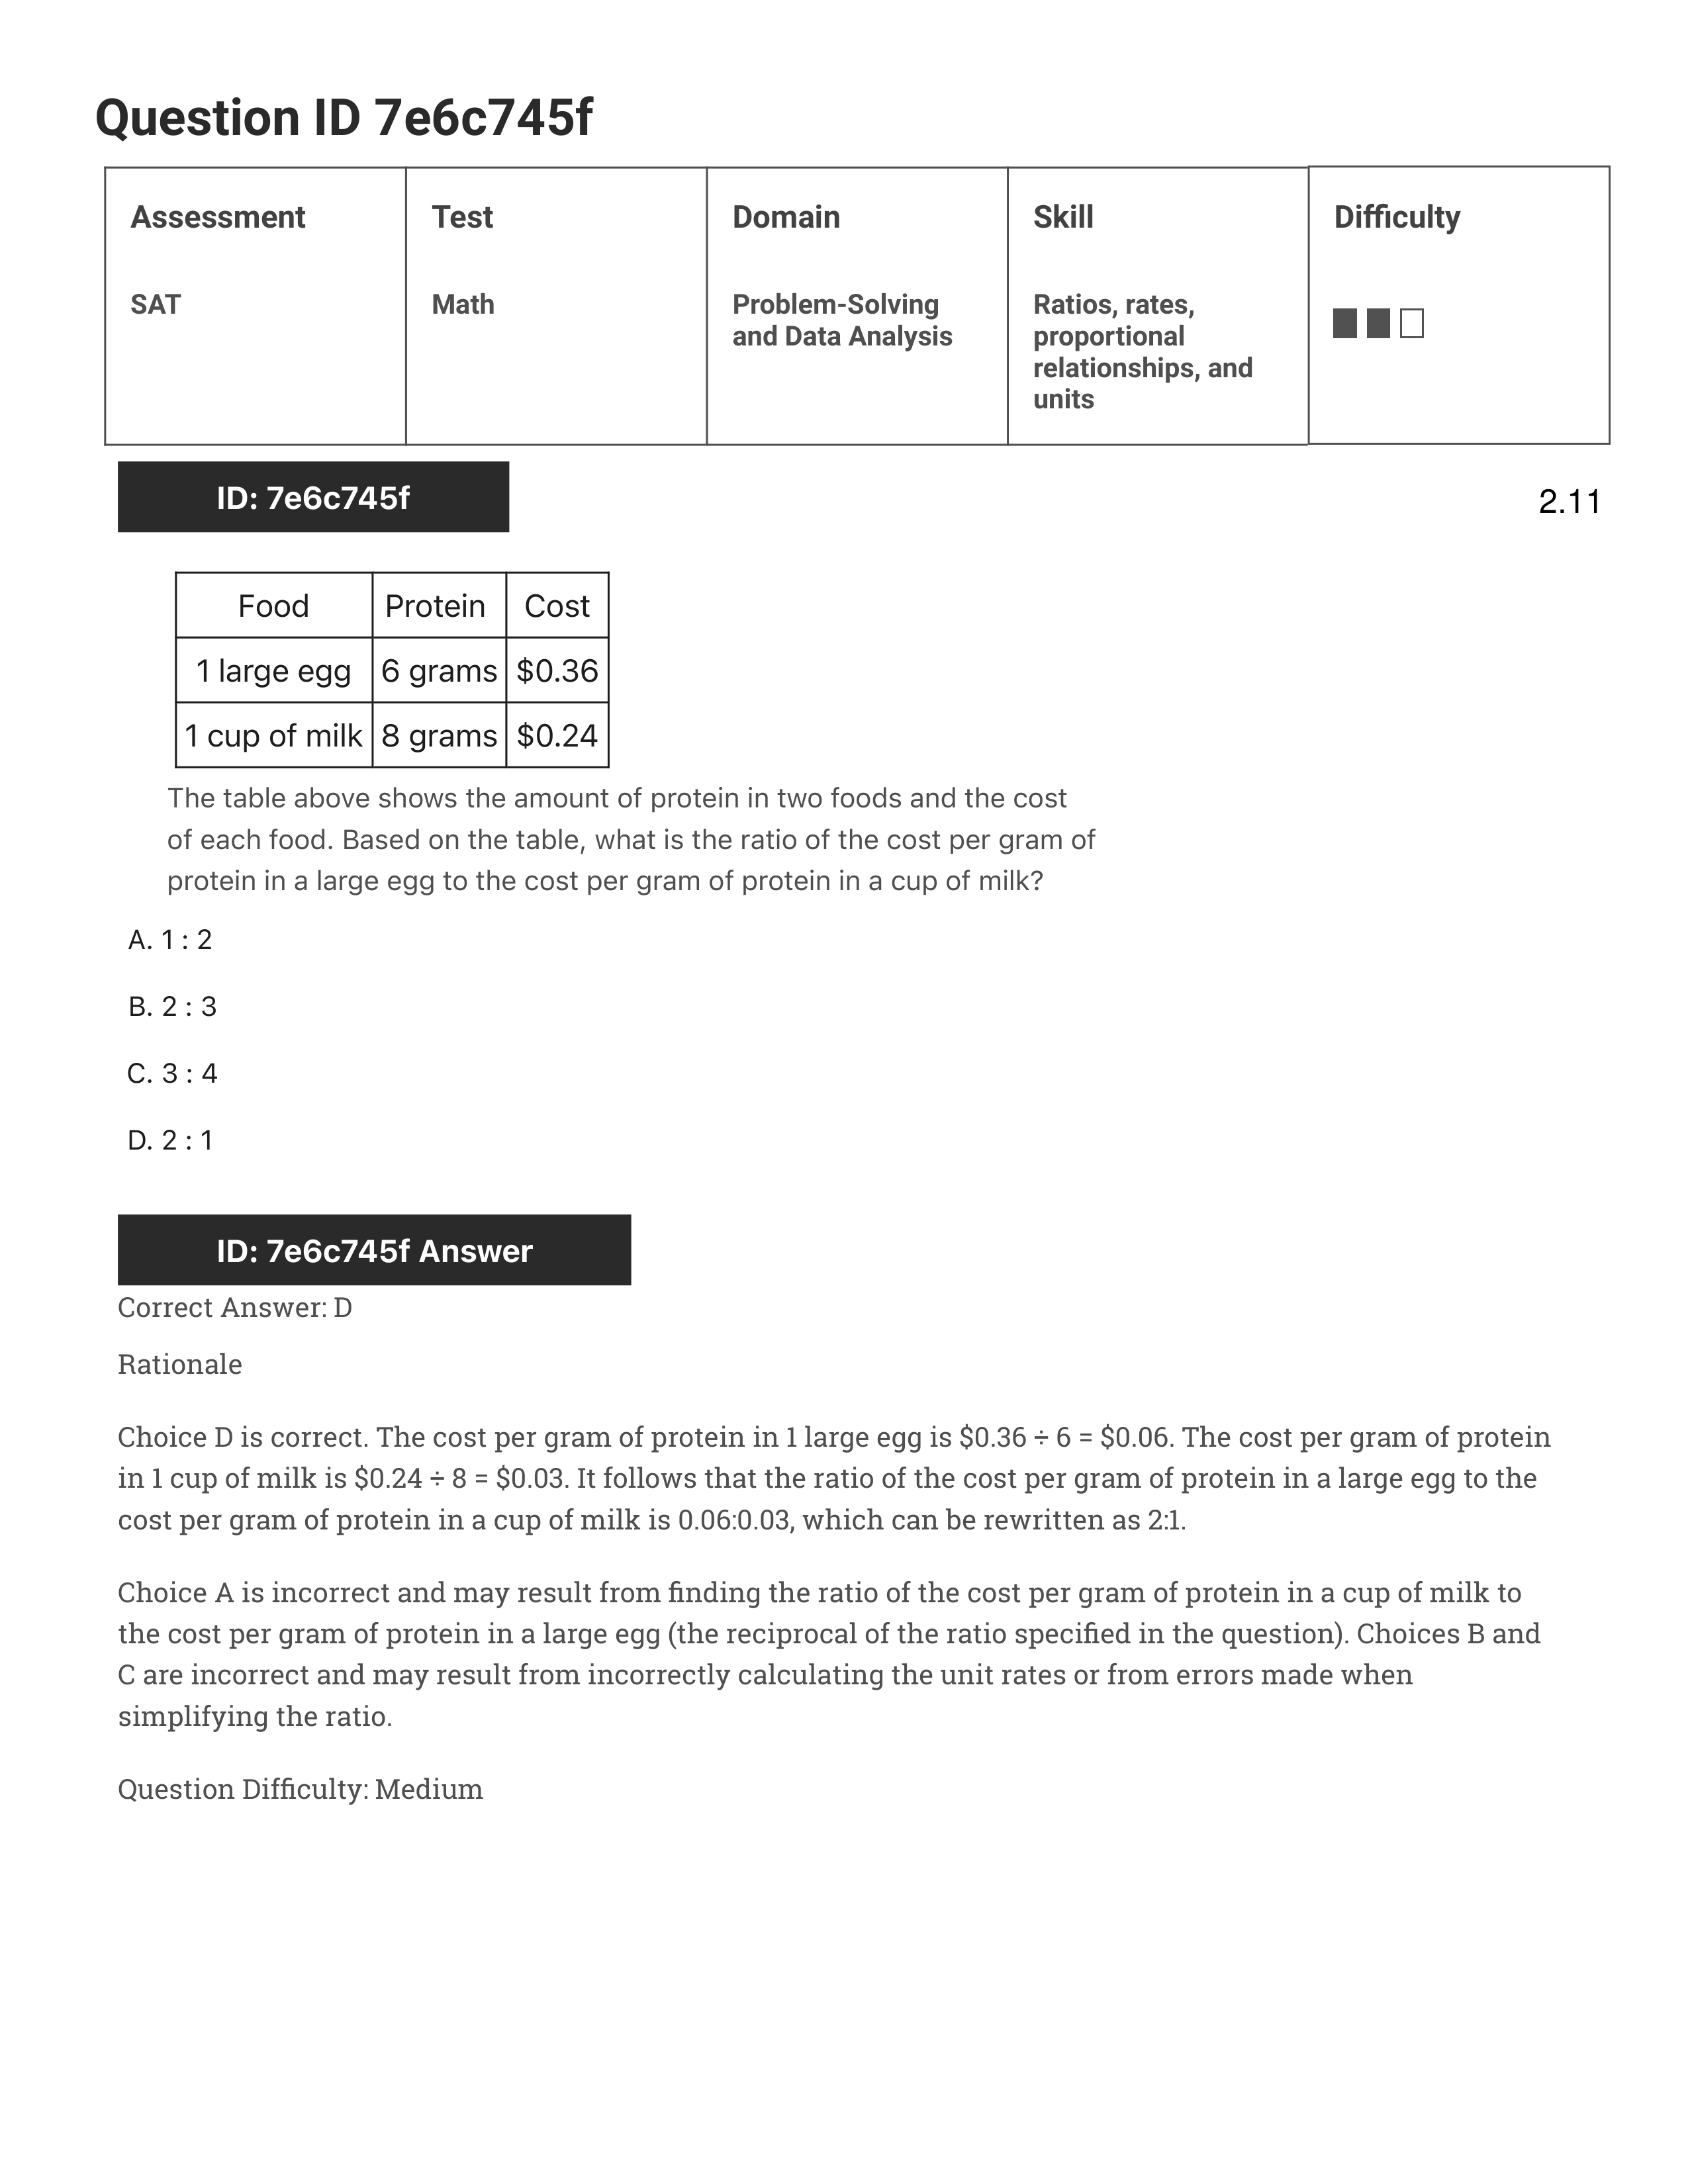 Question ID 7e6c745f
Assessment Test Domain Skill Difficulty
SAT Math Problem-Solving and Data Analysis Ratios, rates, proportional relationships, and units
ID: 7e6c745f
2.11
Food Protein Cost
1 large egg 6 grams $0.36
1 cup of milk 8 grams $0.24
The table above shows the amount of protein in two foods and the cost
of each food. Based on the table, what is the ratio of the cost per gram of
protein in a large egg to the cost per gram of protein in a cup of milk?
A. 1 : 2
B. 2 : 3
C. 3 : 4
D. 2 : 1
ID: 7e6c745f Answer
Correct Answer: D
Rationale
Choice D is correct. The cost per gram of protein in 1 large egg is $0.36 ÷ 6 = $0.06. The cost per gram of protein
in 1 cup of milk is $0.24 ÷ 8 = $0.03. It follows that the ratio of the cost per gram of protein in a large egg to the
cost per gram of protein in a cup of milk is 0.06:0.03, which can be rewritten as 2:1.
Choice A is incorrect and may result from finding the ratio of the cost per gram of protein in a cup of milk to
the cost per gram of protein in a large egg (the reciprocal of the ratio specified in the question). Choices B and
C are incorrect and may result from incorrectly calculating the unit rates or from errors made when
simplifying the ratio.
Question Difficulty: Medium